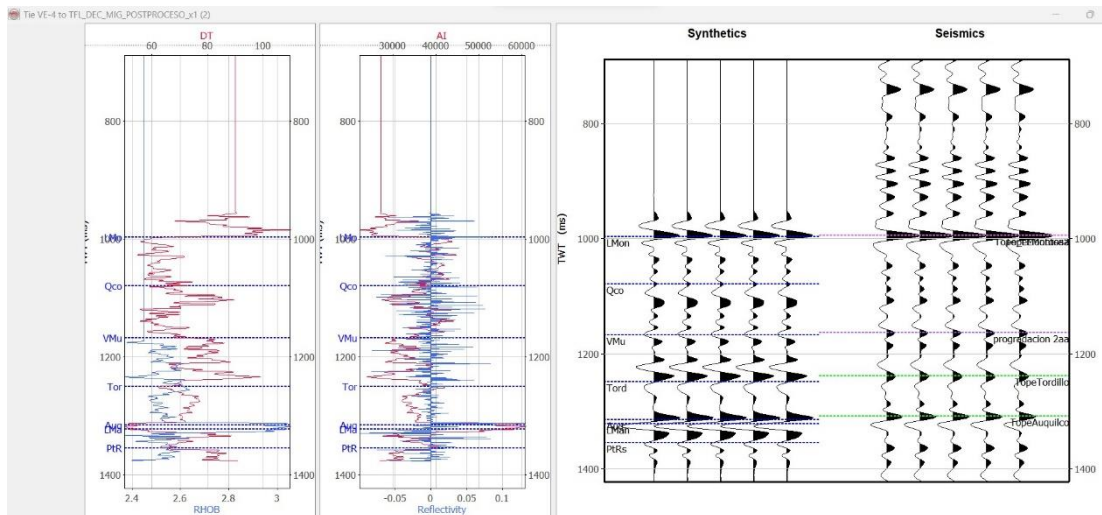 Tie VE-4 to TFI_DEC_MIG_POSTPROCESO_x1 (2)
DT
60 80 100
AI
30000 40000 50000 60000
Synthetics
Seismics
800 800
800
800 800
1000 1000
1000
LMon
1000
Qco
Qco
VMu
VMu
progradacion 2aa
1200 1200
1200
1200 1200
Tor
Tor
Tord
TopeTordillo
Auq
LMa
LMan
TopeAuquilco
PtR
PtR
PtRs
1400 1400
1400
1400 1400
TWT (ms)
2.4 2.6 2.8 3
-0.05 0 0.05 0.1
RHOB
Reflectivity